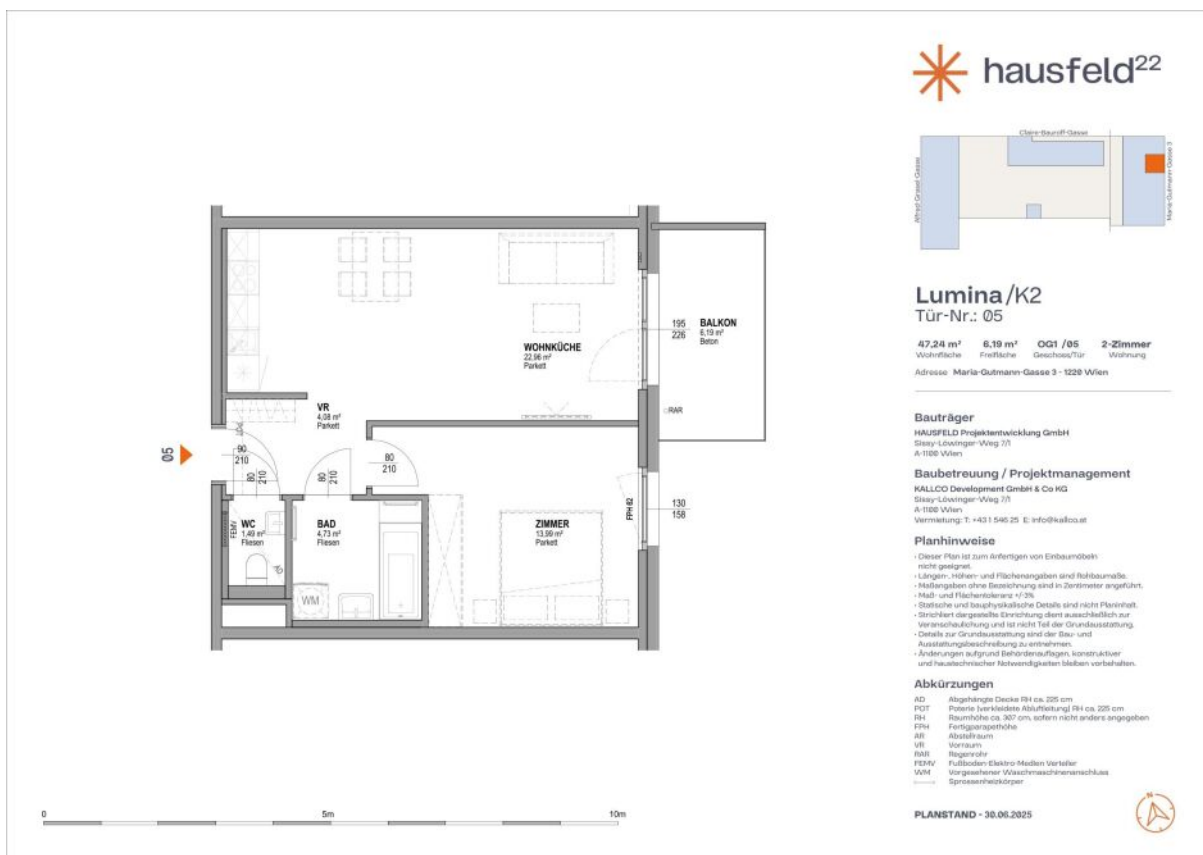 hausfeld22
Claire-Bauroff-Gasse
Alfred-Grissel-Gasse
Maria-Gutmann-Gasse 3
Lumina/K2
Tür-Nr.: 05
47,24 m² 6,19 m² OG1 /05 2-Zimmer
Wohnfläche Freifläche Geschoss/Tür Wohnung
Adresse Maria-Gutmann-Gasse 3 - 1220 Wien
Bauträger
HAUSFELD Projektentwicklung GmbH
Sissy-Löwinger-Weg 7/1
A-1100 Wien
Baubetreuung / Projektmanagement
KALLCO Development GmbH & Co KG
Sissy-Löwinger-Weg 7/1
A-1100 Wien
Vermietung: T: +43 1 546 25 E: info@kallco.at
Planhinweise
• Dieser Plan ist zum Anfertigen von Einbaumöbeln
nicht geeignet.
• Längen-, Höhen- und Flächenangaben sind Rohbaumaße.
• Maßangaben ohne Bezeichnung sind in Zentimeter angeführt.
• Maß- und Flächentoleranz +/-3%
• Statische und bauphysikalische Details sind nicht Planinhalt.
• Strichliert dargestellte Einrichtung dient ausschließlich zur
Veranschaulichung und ist nicht Teil der Grundausstattung.
• Details zur Grundausstattung sind der Bau- und
Ausstattungsbeschreibung zu entnehmen.
• Änderungen aufgrund Behördenauflagen, konstruktiver
und haustechnischer Notwendigkeiten bleiben vorbehalten.
Abkürzungen
AD Abgehängte Decke RH ca. 225 cm
POT Poterie (verkleidete Abluftleitung) RH ca. 225 cm
RH Raumhöhe ca. 307 cm, sofern nicht anders angegeben
FPH Fertigparapethöhe
AR Abstellraum
VR Vorraum
RAR Regenrohr
FEMV Fußboden-Elektro-Medien Verteiler
WM Vorgesehener Waschmaschinenanschluss
Sprossenheizkörper
PLANSTAND - 30.06.2025
N
WOHNKÜCHE
22,96 m²
Parkett
195
226
BALKON
6,19 m²
Beton
RAR
VR
4,08 m²
Parkett
POT
05
90
210
80
210
80
210
80
210
WC
1,49 m²
Fliesen
FEMV
AD
BAD
4,73 m²
Fliesen
WM
ZIMMER
13,99 m²
Parkett
FPH 62
130
158
0 5m 10m